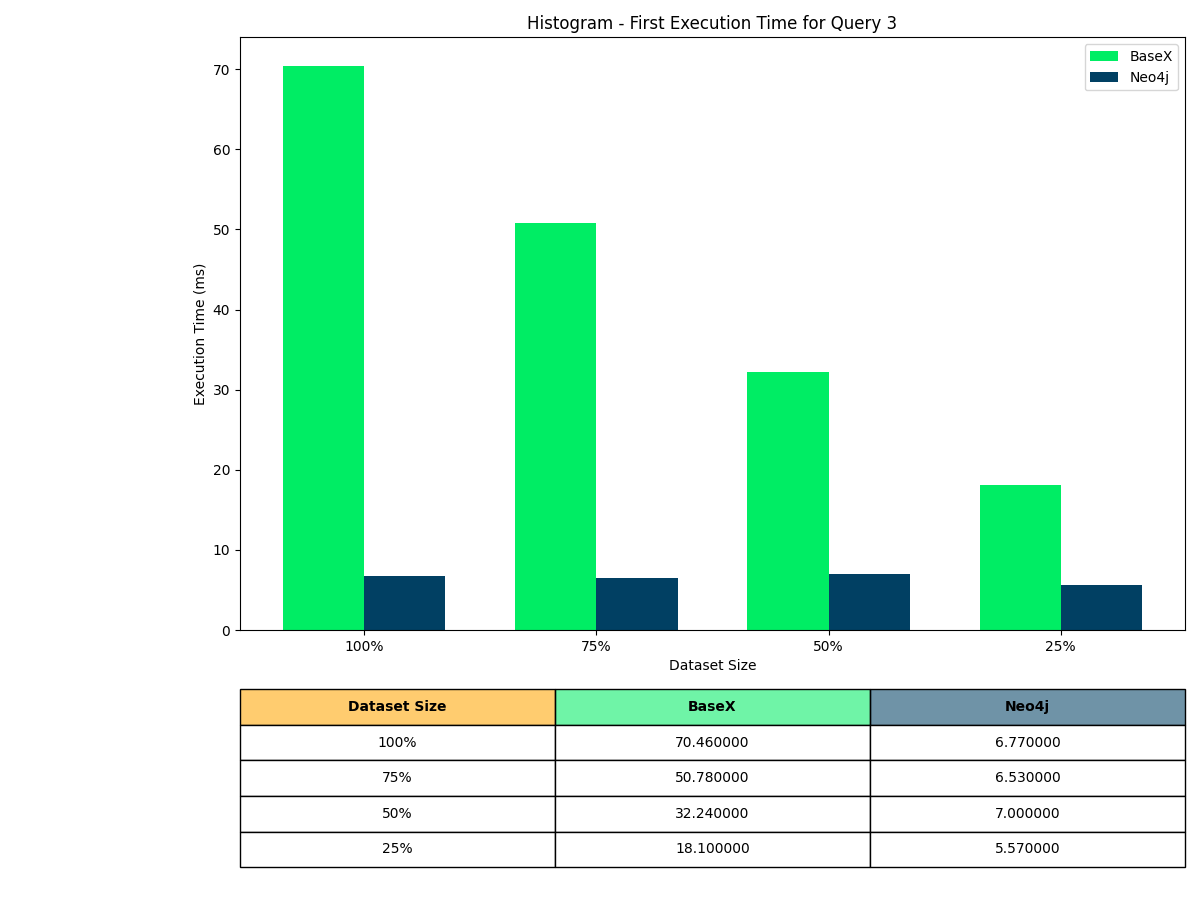 Histogram - First Execution Time for Query 3
BaseX
Neo4j
Execution Time (ms)
70
60
50
40
30
20
10
0
100% 75% 50% 25%
Dataset Size
Dataset Size BaseX Neo4j
100% 70.460000 6.770000
75% 50.780000 6.530000
50% 32.240000 7.000000
25% 18.100000 5.570000